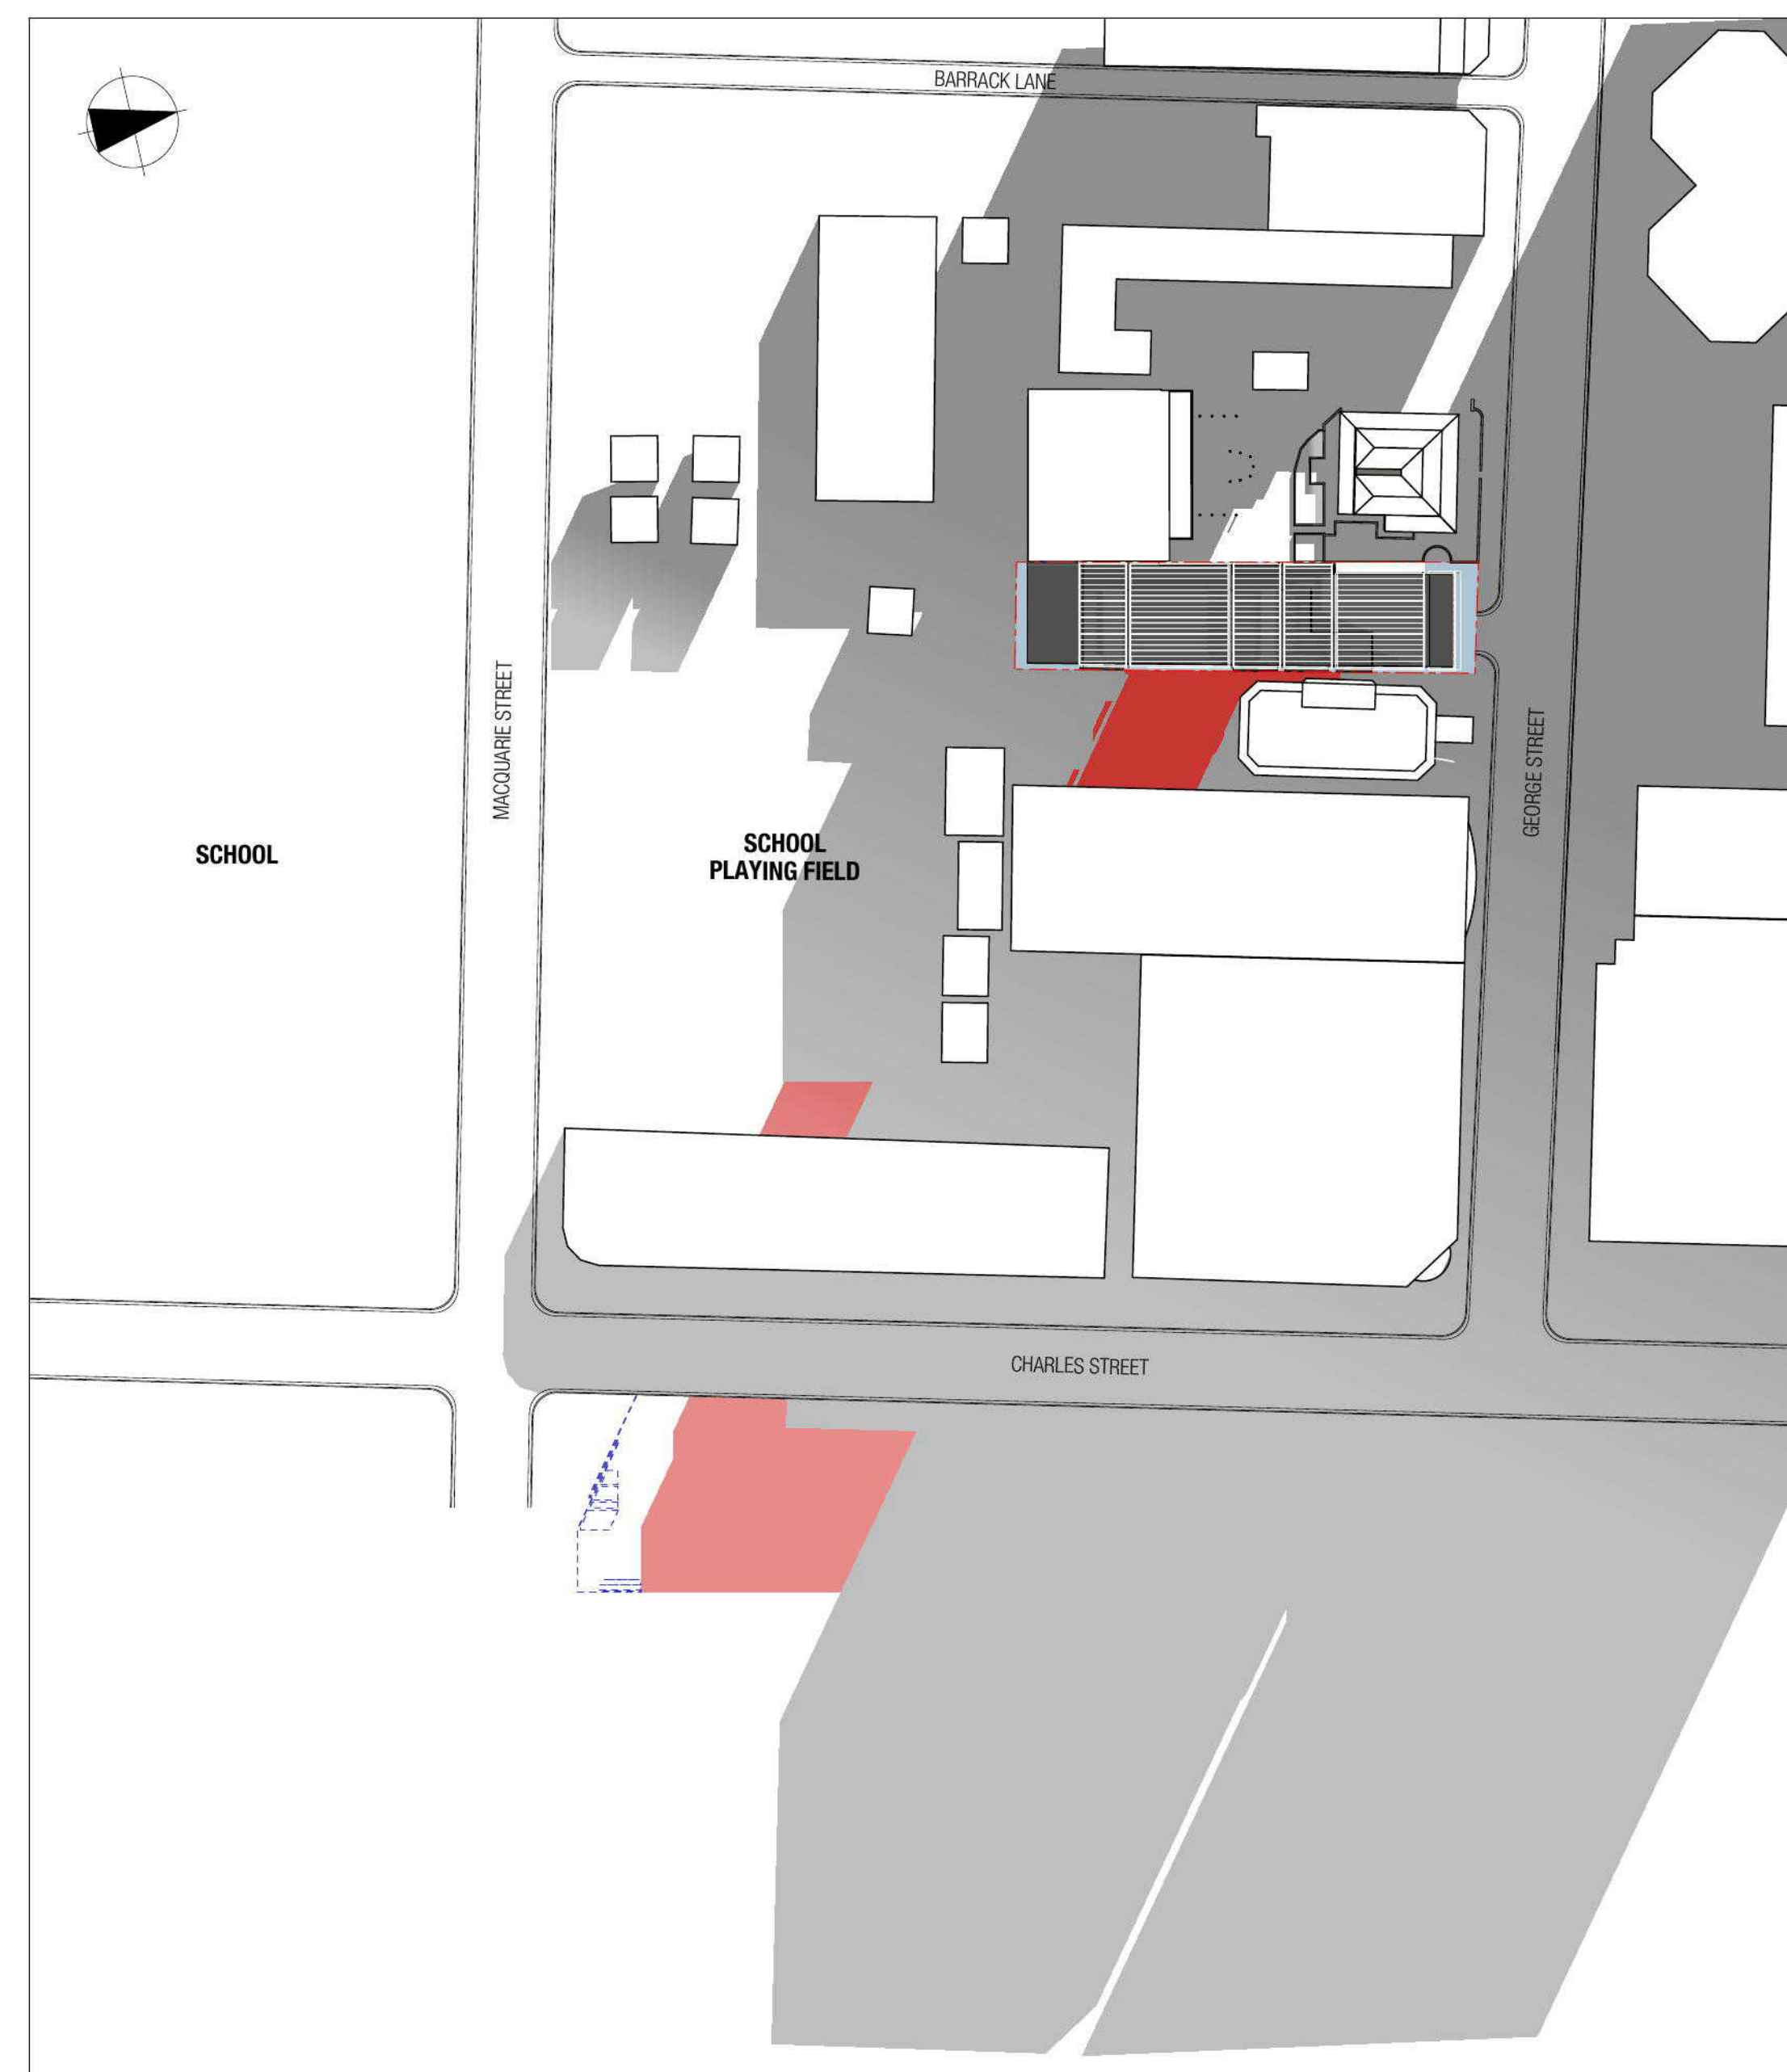 BARRACK LANE
MACQUARIE STREET
GEORGE STREET
SCHOOL
SCHOOL
PLAYING FIELD
CHARLES STREET